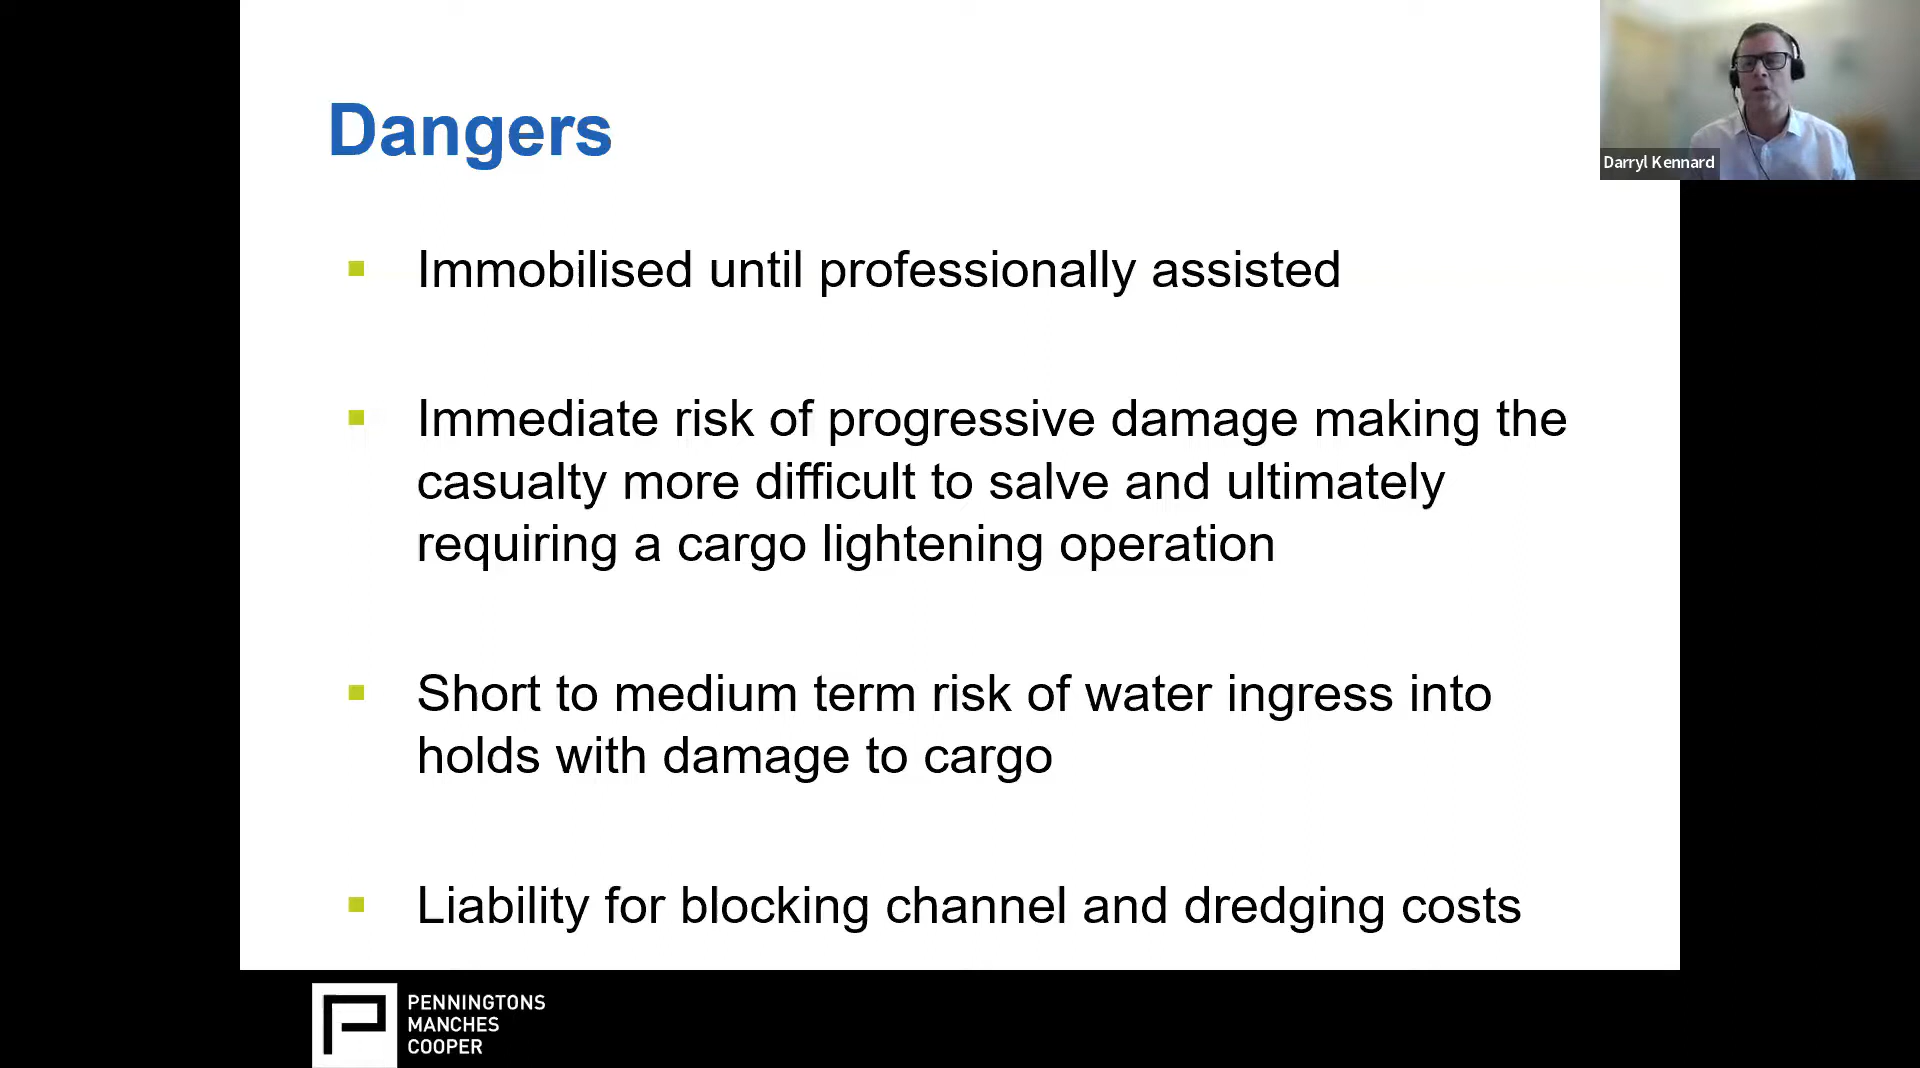 Dangers
Darryl Kennard
Immobilised until professionally assisted
Immediate risk of progressive damage making the
casualty more difficult to salve and ultimately
requiring a cargo lightening operation
Short to medium term risk of water ingress into
holds with damage to cargo
Liability for blocking channel and dredging costs
PENNINGTONS
MANCHES
COOPER